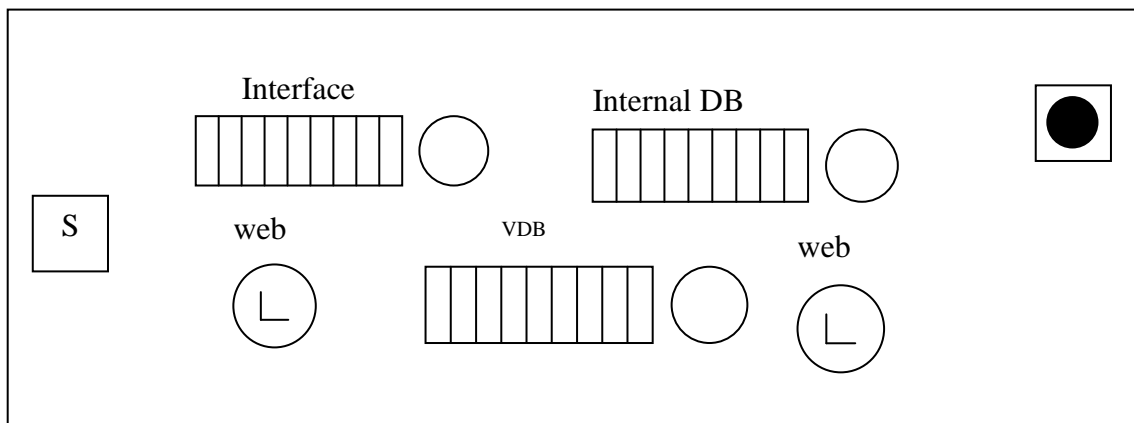 Interface
Internal DB
S
web
VDB
web